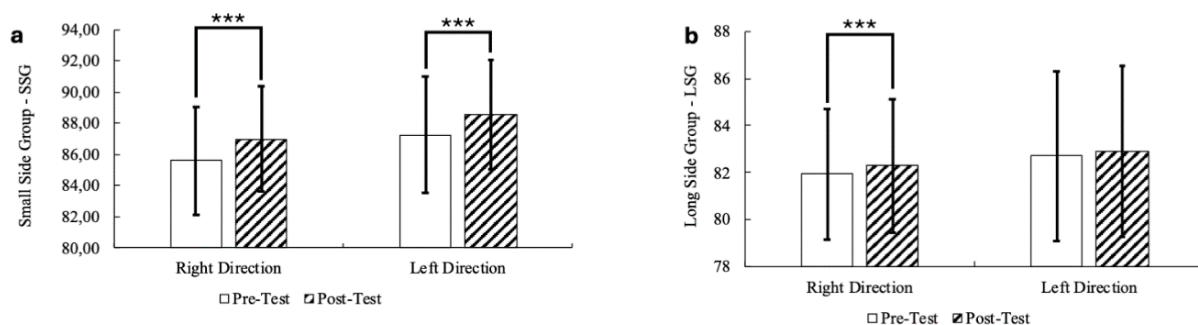 a
Small Side Group - SSG
94,00
92,00
90,00
88,00
86,00
84,00
82,00
80,00
***
***
Right Direction
Left Direction
Pre-Test
Post-Test
b
Long Side Group - LSG
88
86
84
82
80
78
***
Right Direction
Left Direction
Pre-Test
Post-Test